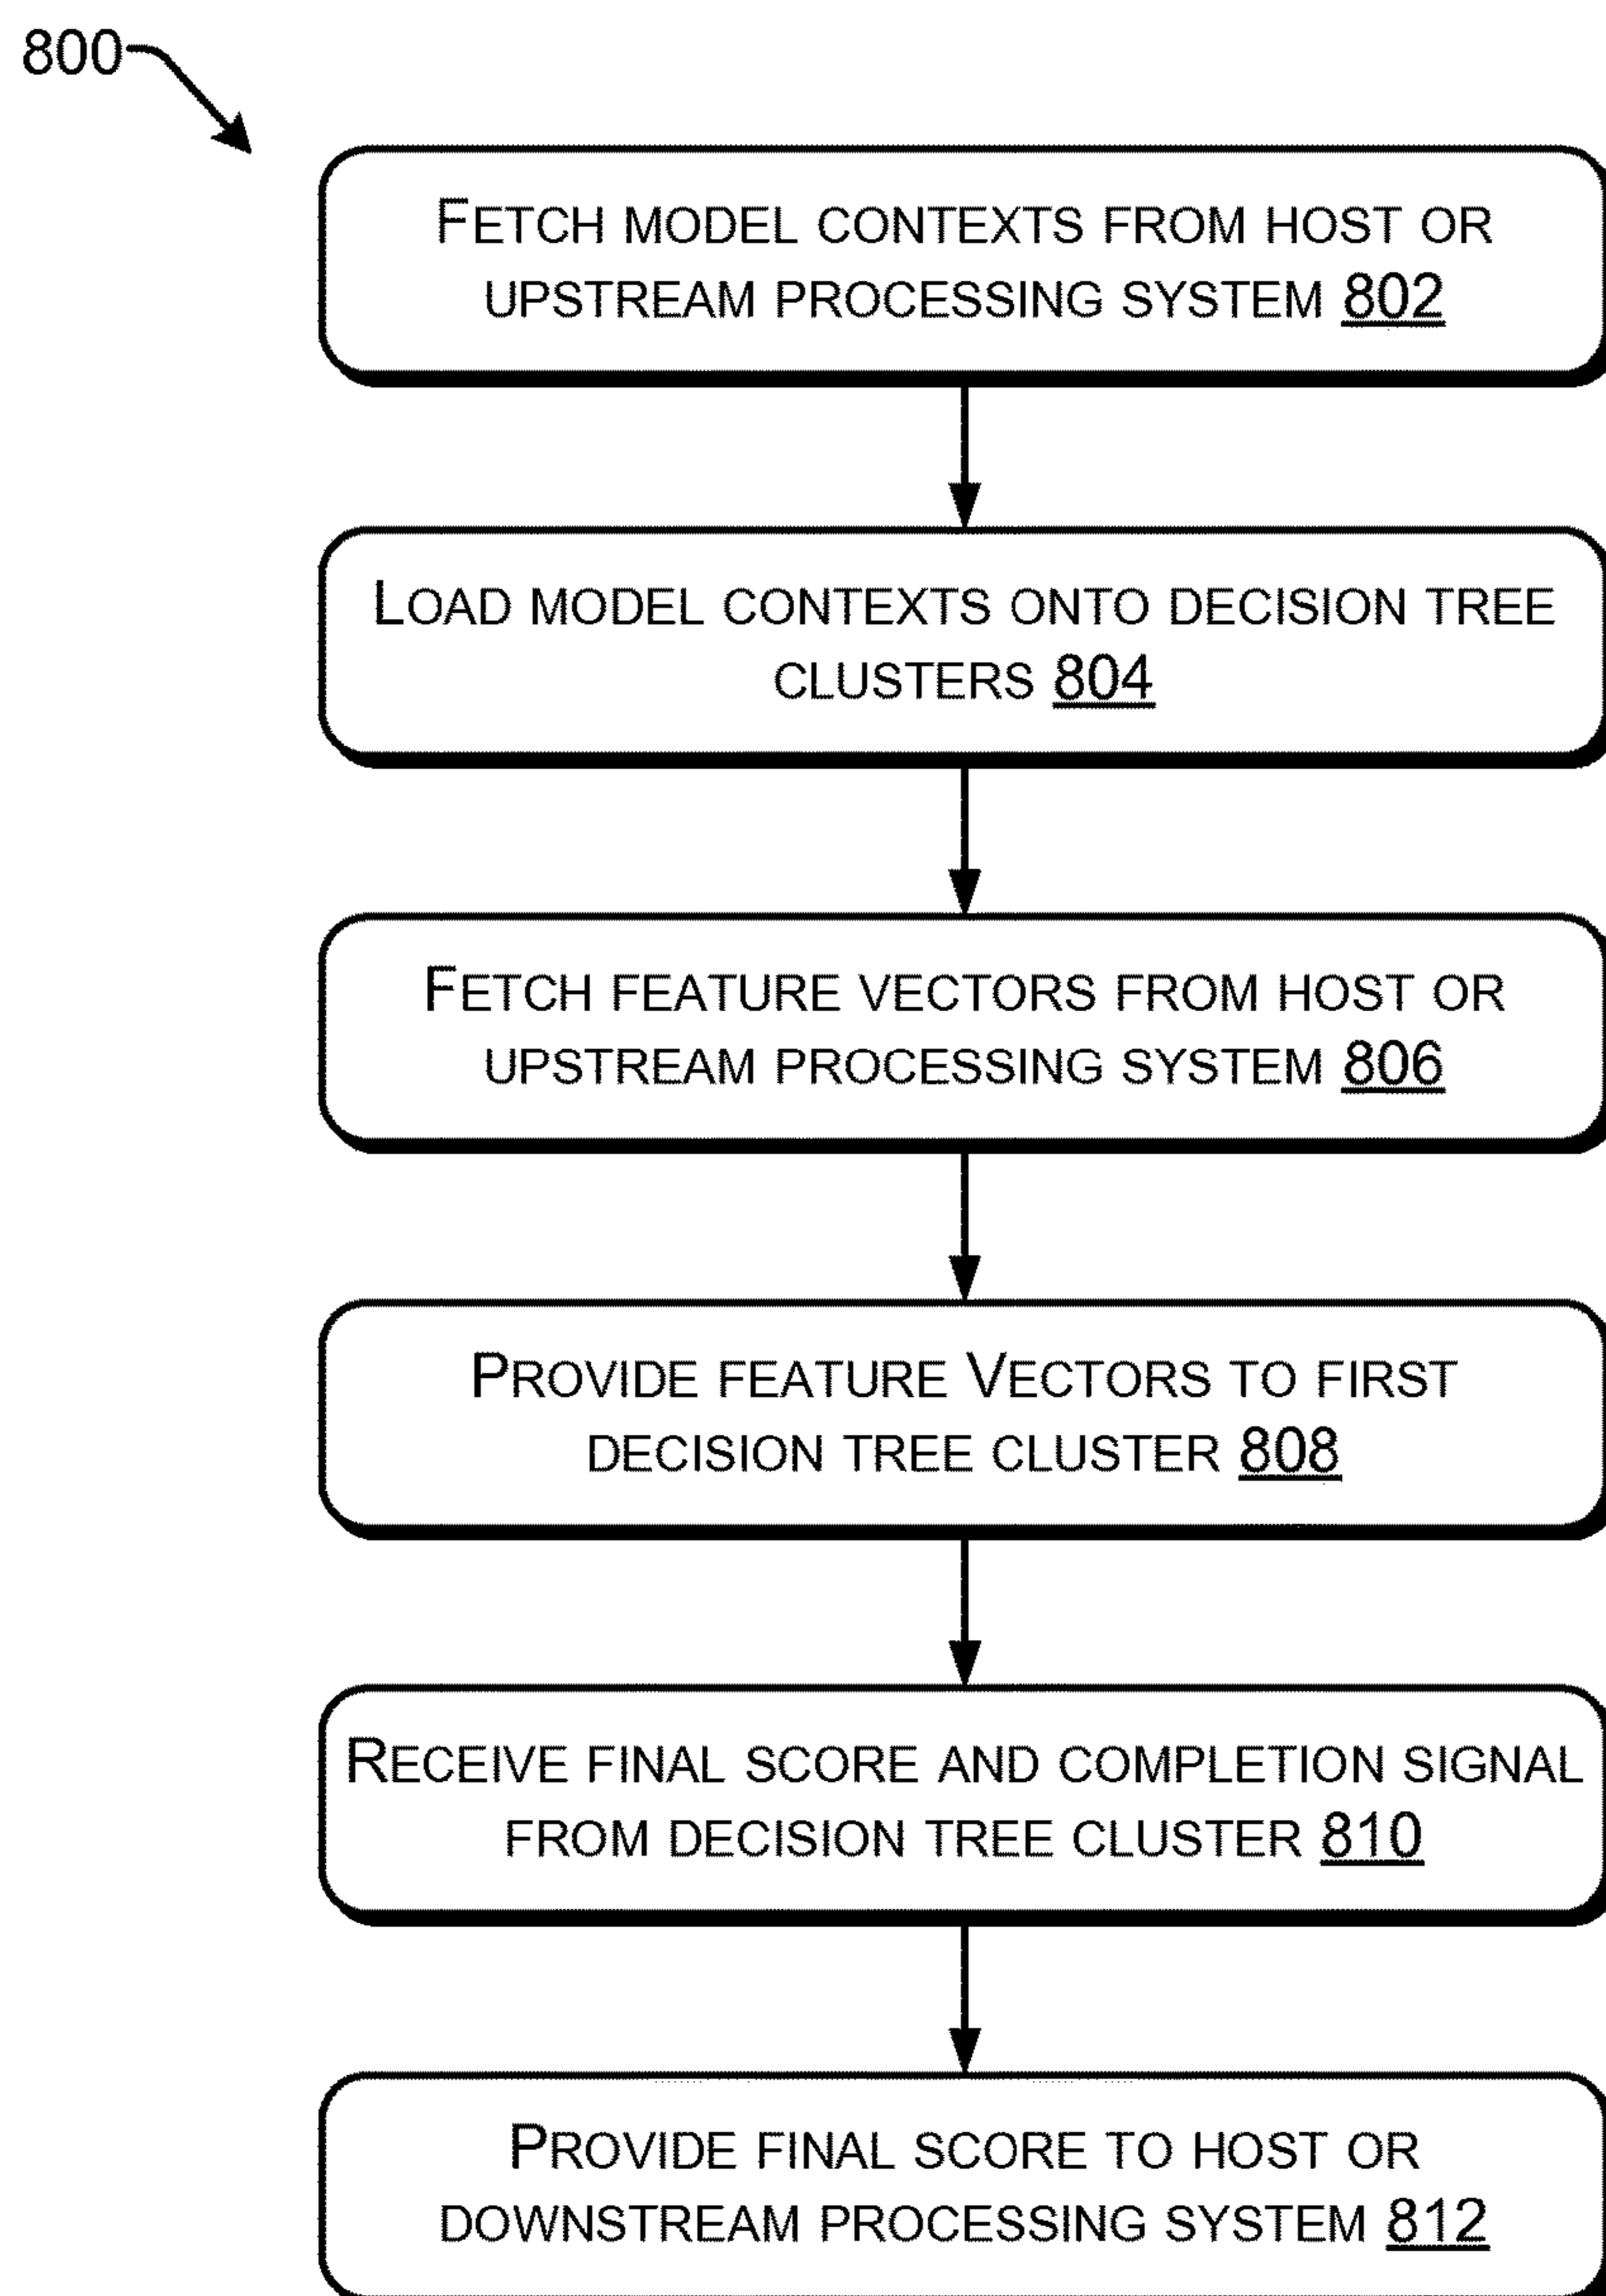 800
FETCH MODEL CONTEXTS FROM HOST OR
UPSTREAM PROCESSING SYSTEM 802
LOAD MODEL CONTEXTS ONTO DECISION TREE
CLUSTERS 804
FETCH FEATURE VECTORS FROM HOST OR
UPSTREAM PROCESSING SYSTEM 806
PROVIDE FEATURE VECTORS TO FIRST
DECISION TREE CLUSTER 808
RECEIVE FINAL SCORE AND COMPLETION SIGNAL
FROM DECISION TREE CLUSTER 810
PROVIDE FINAL SCORE TO HOST OR
DOWNSTREAM PROCESSING SYSTEM 812